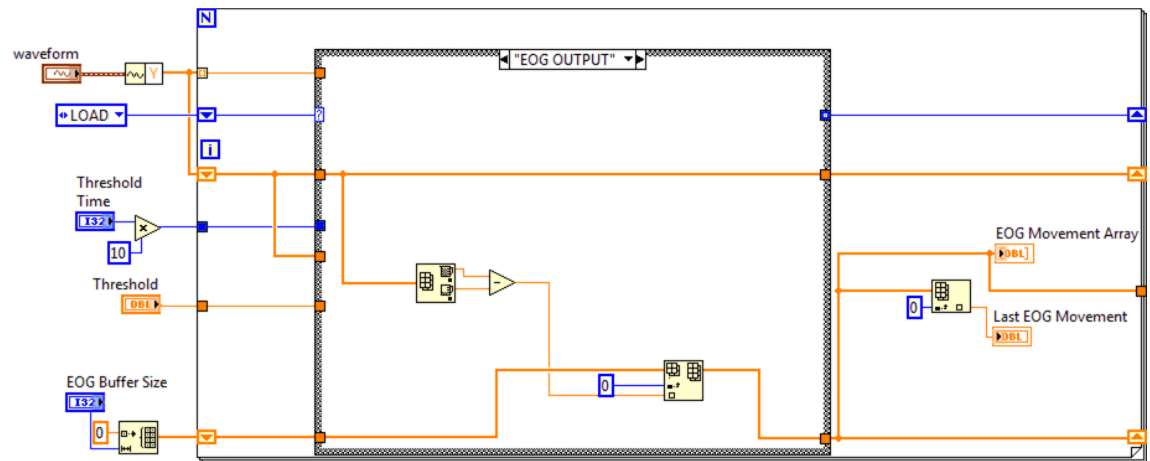 N
"EOG OUTPUT"
waveform
Y
LOAD
?
i
Threshold
Time
I32
×
10
Threshold
DBL
EOG Movement Array
DBL
0
Last EOG Movement
DBL
−
0
EOG Buffer Size
I32
0